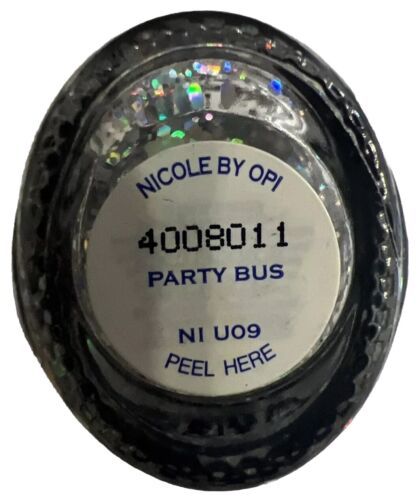 NICOLE BY OPI
4008011
PARTY BUS
NI U09
PEEL HERE